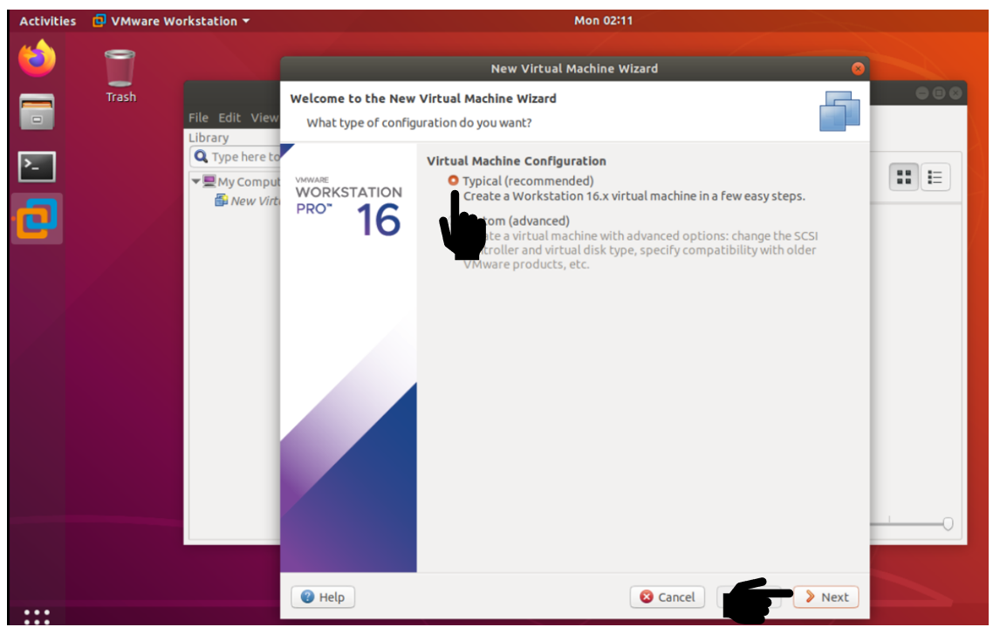 Activities VMware Workstation Mon 02:11
Trash
New Virtual Machine Wizard
File Edit View
Library
Type here to
My Comput
New Virt
Welcome to the New Virtual Machine Wizard
What type of configuration do you want?
VMWARE
WORKSTATION
PRO™ 16
Virtual Machine Configuration
Typical (recommended)
Create a Workstation 16.x virtual machine in a few easy steps.
tom (advanced)
ate a virtual machine with advanced options: change the SCSI
troller and virtual disk type, specify compatibility with older
VMware products, etc.
Help Cancel Next